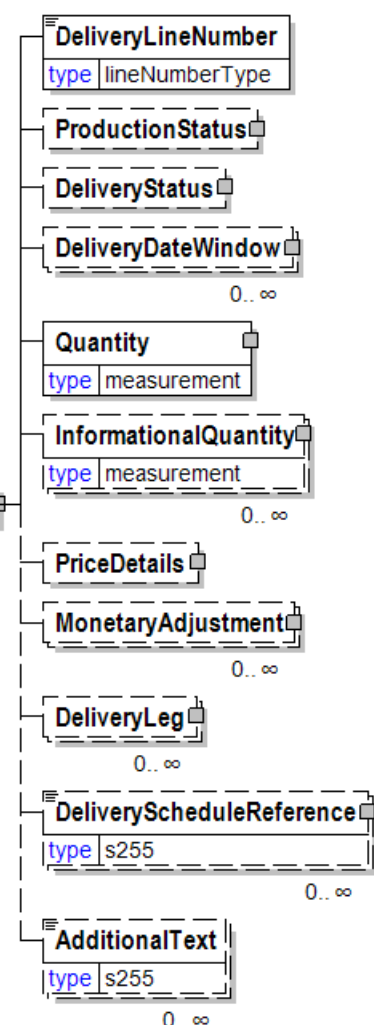 DeliveryLineNumber
type lineNumberType
ProductionStatus
DeliveryStatus
DeliveryDateWindow
0.. ∞
Quantity
type measurement
InformationalQuantity
type measurement
0.. ∞
PriceDetails
MonetaryAdjustment
0.. ∞
DeliveryLeg
0.. ∞
DeliveryScheduleReference
type s255
0.. ∞
AdditionalText
type s255
0.. ∞